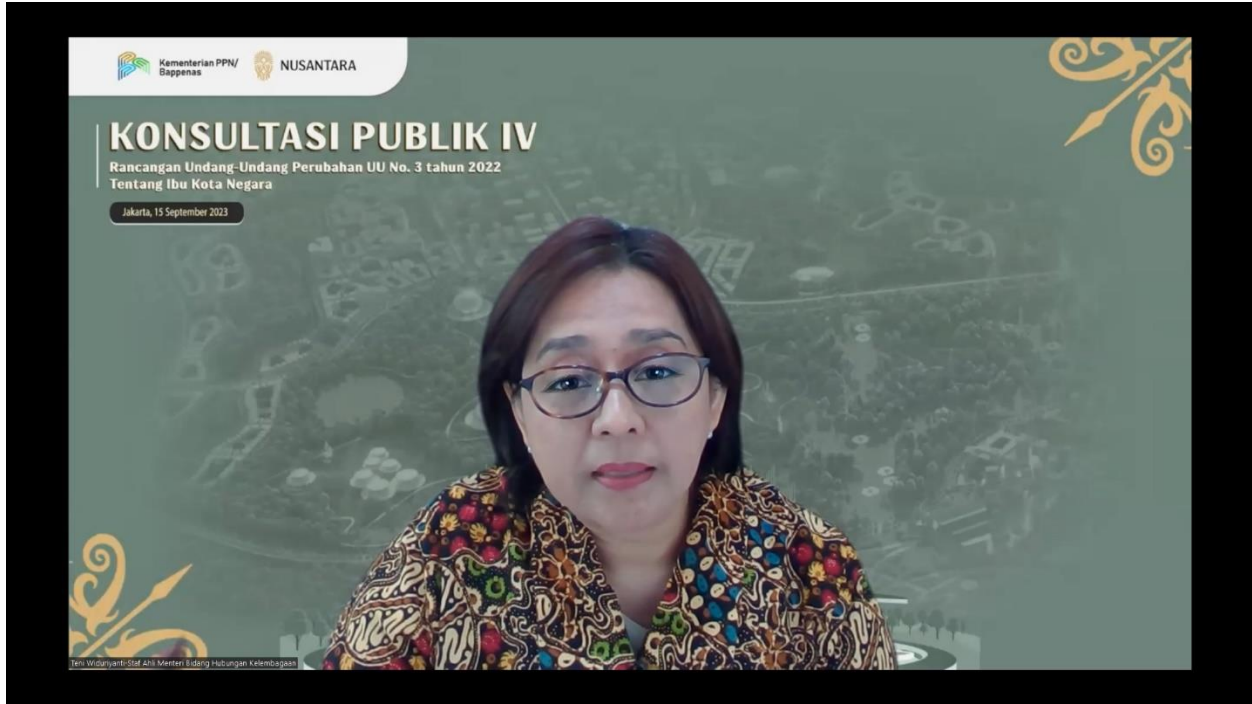 Kementerian PPN/
Bappenas
NUSANTARA
KONSULTASI PUBLIK IV
Rancangan Undang-Undang Perubahan UU No. 3 tahun 2022
Tentang Ibu Kota Negara
Jakarta, 15 September 2023
Teni Widuriyanti-Staf Ahli Menteri Bidang Hubungan Kelembagaan